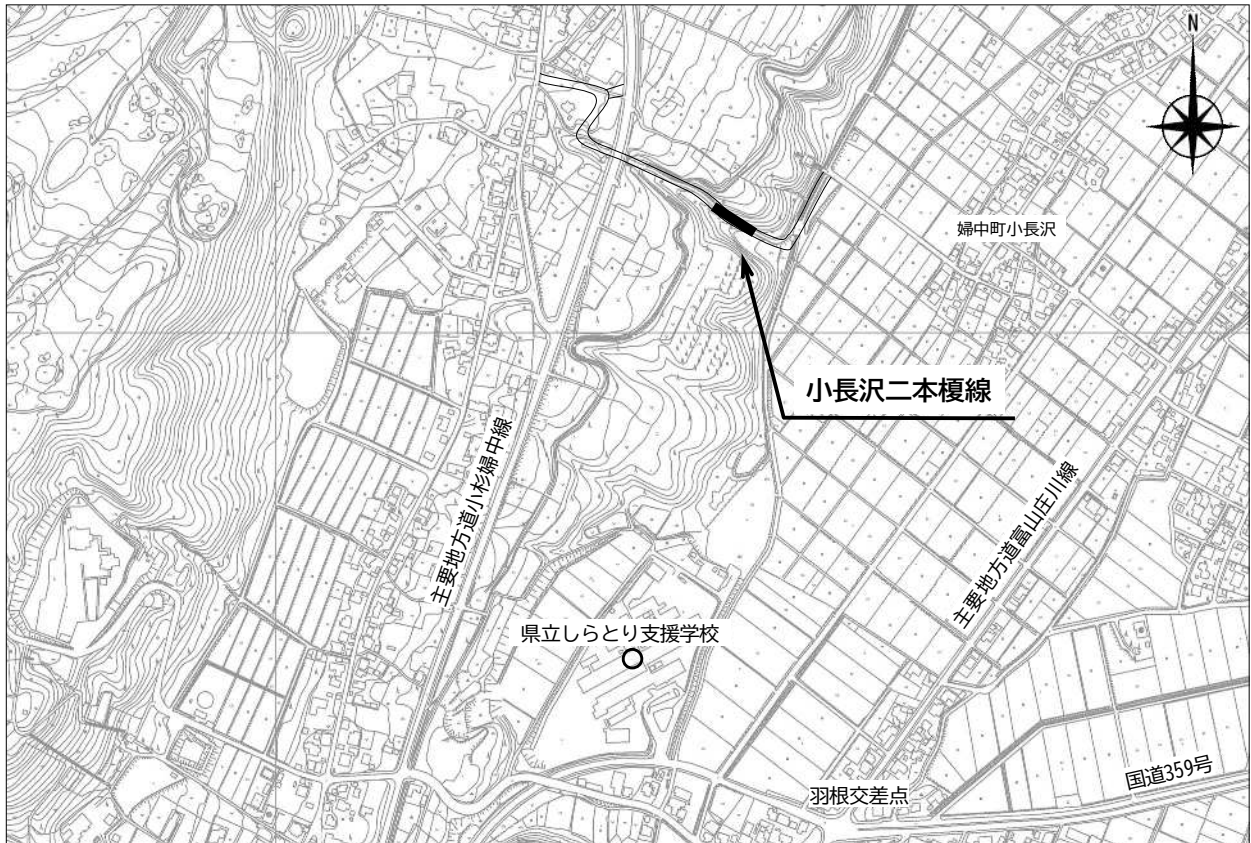 N
婦中町小長沢
小長沢二本榎線
主要地方道小杉婦中線
主要地方道富山庄川線
県立しらとり支援学校
国道359号
羽根交差点